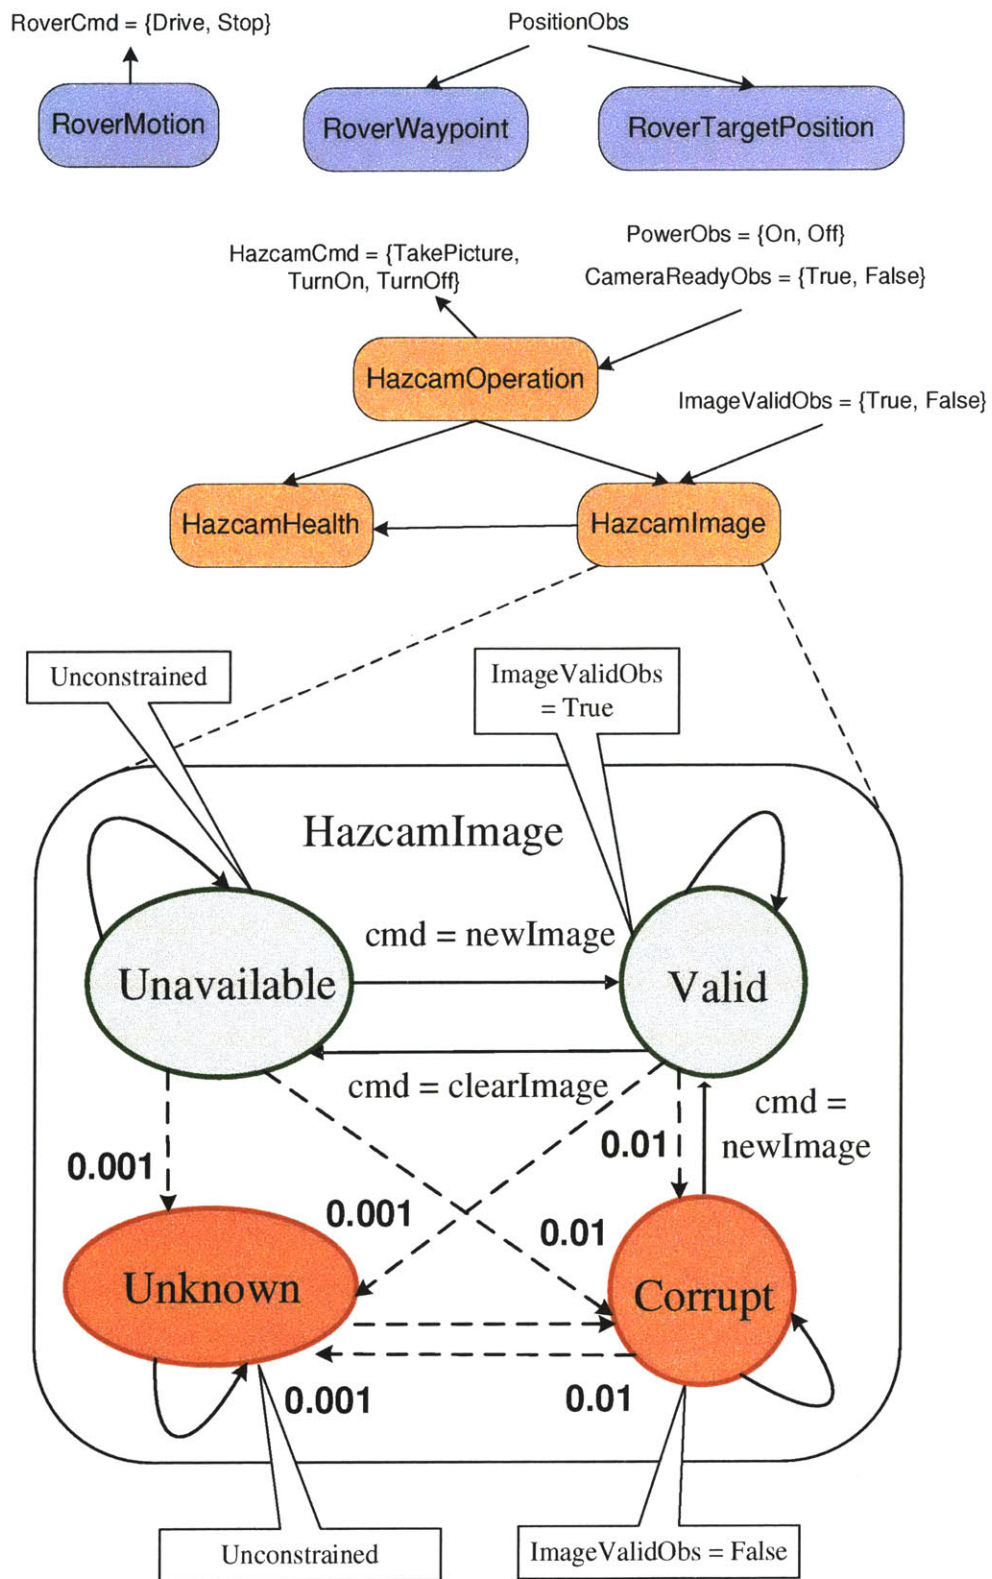 RoverCmd = {Drive, Stop}
PositionObs
RoverMotion
RoverWaypoint
RoverTargetPosition
HazcamCmd = {TakePicture,
TurnOn, TurnOff}
PowerObs = {On, Off}
CameraReadyObs = {True, False}
HazcamOperation
ImageValidObs = {True, False}
HazcamHealth
HazcamImage
Unconstrained
ImageValidObs
= True
HazcamImage
cmd = newImage
Unavailable
Valid
cmd = clearImage
cmd =
newImage
0.01
0.001
0.001
0.01
Unknown
Corrupt
0.001
0.01
Unconstrained
ImageValidObs = False